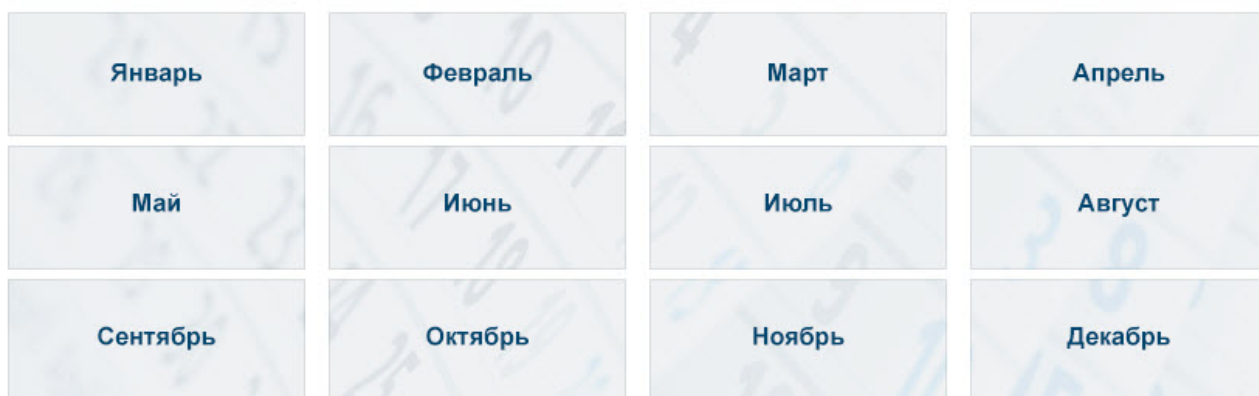 Январь Февраль Март Апрель
Май Июнь Июль Август
Сентябрь Октябрь Ноябрь Декабрь